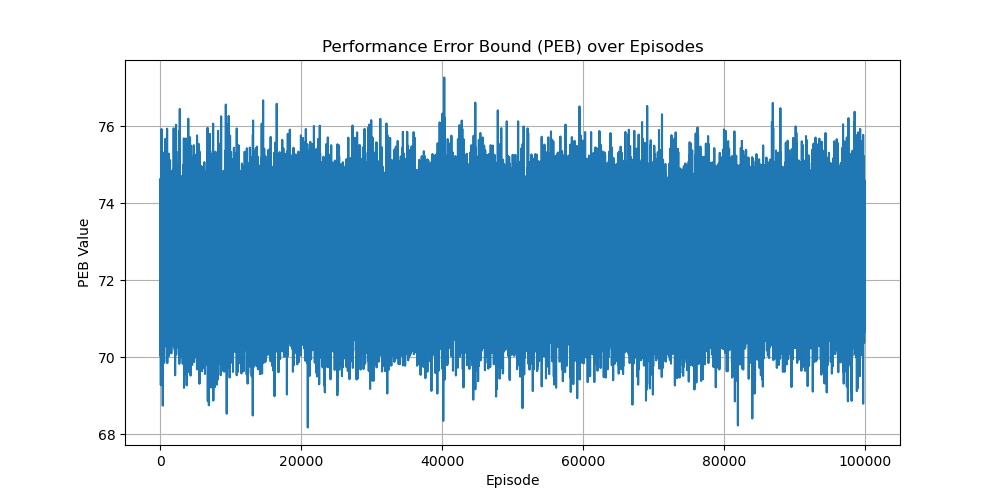 Performance Error Bound (PEB) over Episodes
76
74
72
70
68
PEB Value
0 20000 40000 60000 80000 100000
Episode